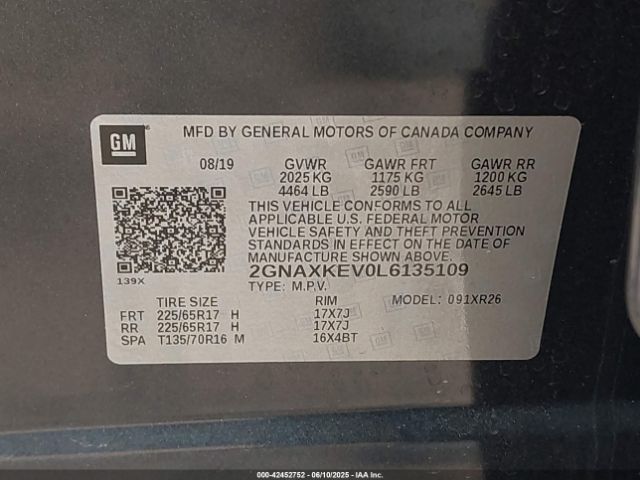 GM
MFD BY GENERAL MOTORS OF CANADA COMPANY
08/19 GVWR GAWR FRT GAWR RR
2025 KG 1175 KG 1200 KG
4464 LB 2590 LB 2645 LB
THIS VEHICLE CONFORMS TO ALL
APPLICABLE U.S. FEDERAL MOTOR
VEHICLE SAFETY AND THEFT PREVENTION
STANDARDS IN EFFECT ON THE DATE OF
MANUFACTURE SHOWN ABOVE.
2GNAXKEV0L6135109
139X
TYPE: M.P.V.
TIRE SIZE RIM MODEL: 091XR26
FRT 225/65R17 H 17X7J
RR 225/65R17 H 17X7J
SPA T135/70R16 M 16X4BT
000-42452752 | 06/10/2025 - IAA Inc.